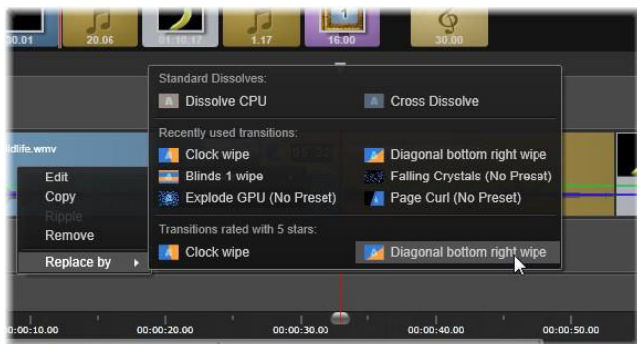 00.01 20.06 01:10.17 1.17 16.00 30.00
Standard Dissolves:
Dissolve CPU Cross Dissolve
Recently used transitions:
Clock wipe Diagonal bottom right wipe
Blinds 1 wipe Falling Crystals (No Preset)
Explode GPU (No Preset) Page Curl (No Preset)
Transitions rated with 5 stars:
Clock wipe Diagonal bottom right wipe
dlife.wmv
Edit
Copy
Ripple
Remove
Replace by
0:00:10.00 00:00:20.00 00:00:30.00 00:00:40.00 00:00:50.00